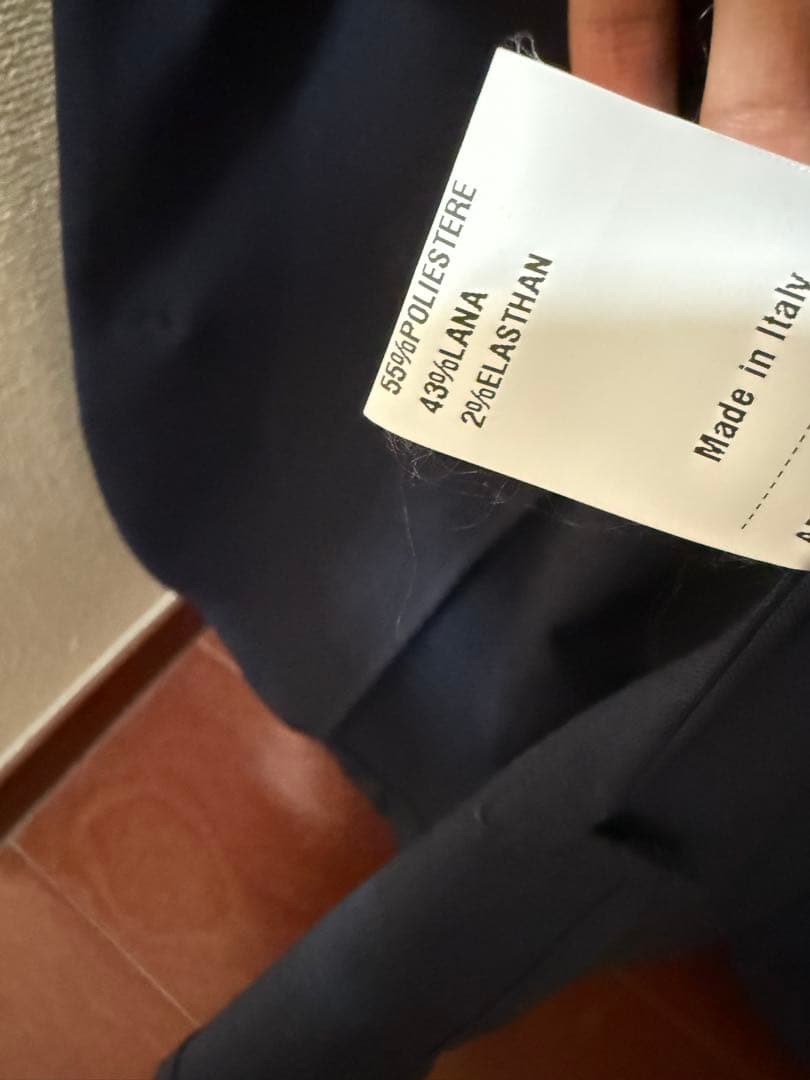 55%POLIESTERE
43%LANA
2%ELASTHAN
Made in Italy